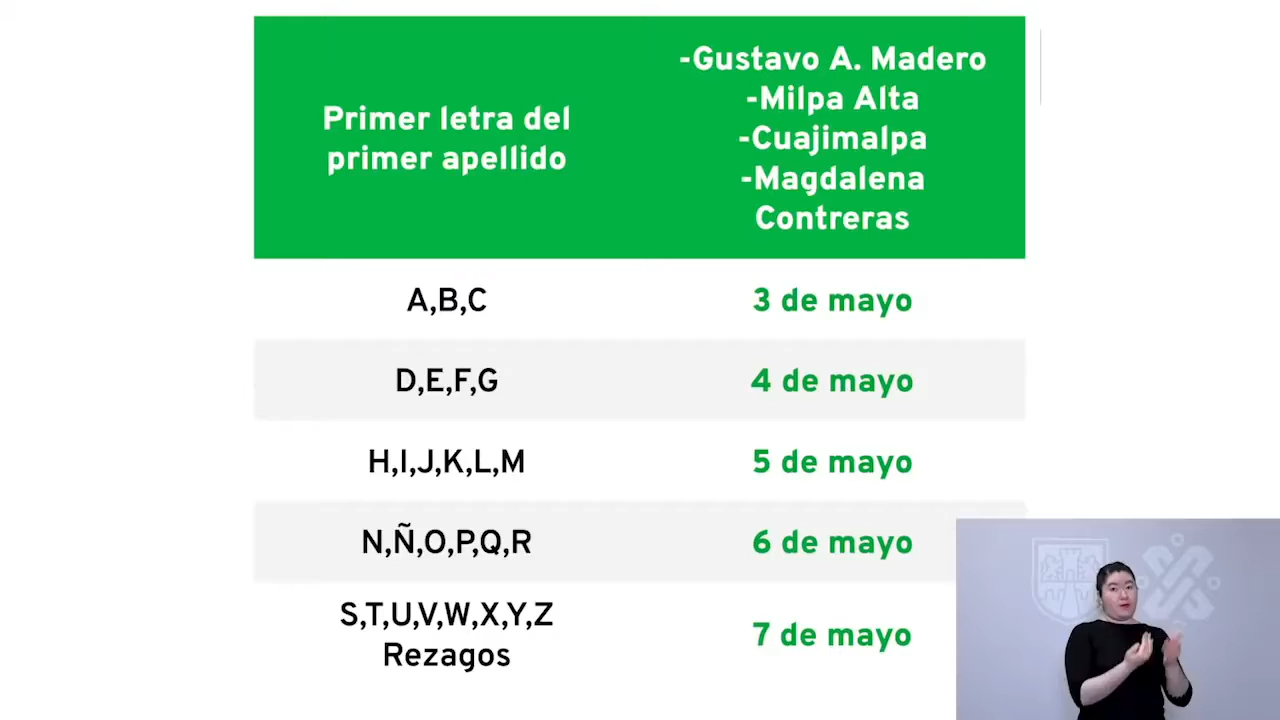 Primer letra del
primer apellido
-Gustavo A. Madero
-Milpa Alta
-Cuajimalpa
-Magdalena
Contreras
A,B,C
3 de mayo
D,E,F,G
4 de mayo
H,I,J,K,L,M
5 de mayo
N,Ñ,O,P,Q,R
6 de mayo
S,T,U,V,W,X,Y,Z
Rezagos
7 de mayo